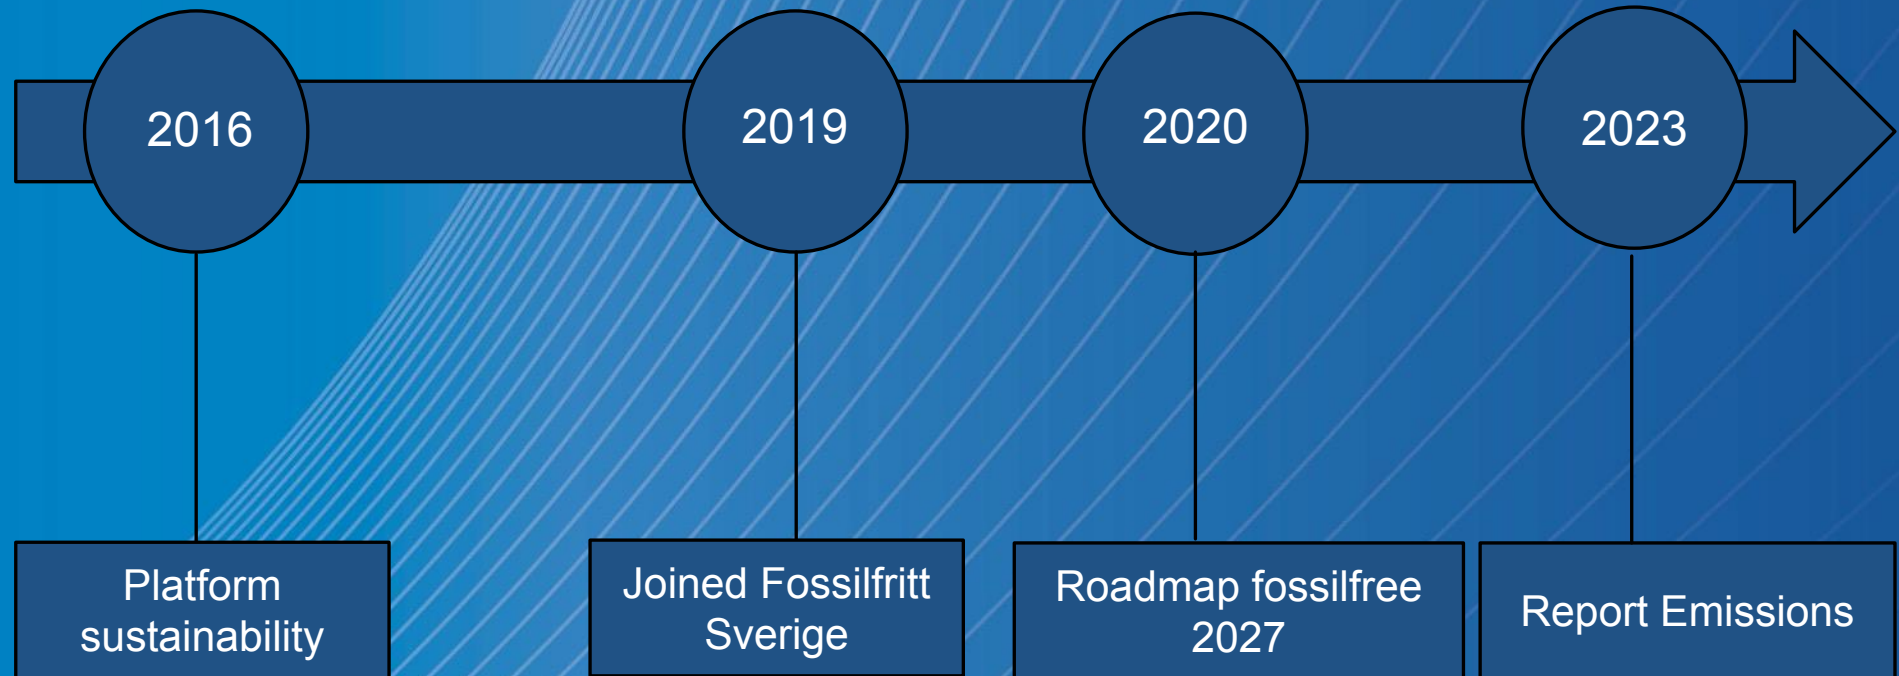 2016
2019
2020
2023
Platform
sustainability
Joined Fossilfritt
Sverige
Roadmap fossilfree
2027
Report Emissions